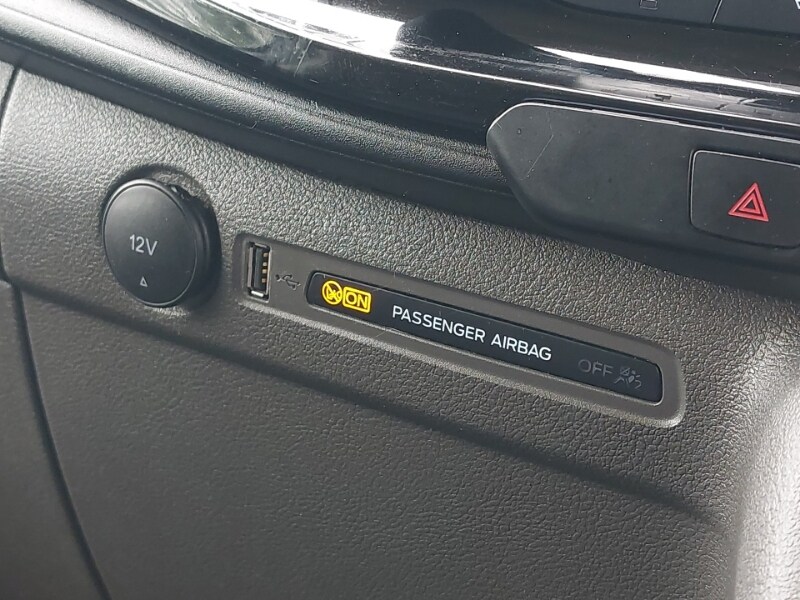 12V
ON PASSENGER AIRBAG OFF